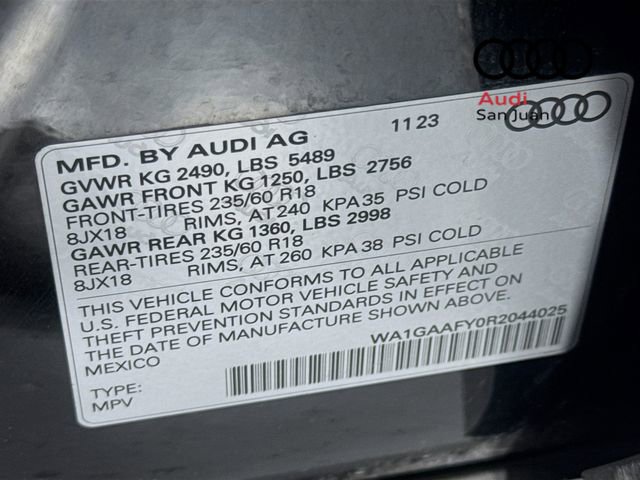 Audi
San Juan
MFD. BY AUDI AG 11 23
GVWR KG 2490, LBS 5489
GAWR FRONT KG 1250, LBS 2756
FRONT-TIRES 235/60 R18
8JX18 RIMS, AT 240 KPA 35 PSI COLD
GAWR REAR KG 1360, LBS 2998
REAR-TIRES 235/60 R18
8JX18 RIMS, AT 260 KPA 38 PSI COLD
THIS VEHICLE CONFORMS TO ALL APPLICABLE
U.S. FEDERAL MOTOR VEHICLE SAFETY AND
THEFT PREVENTION STANDARDS IN EFFECT ON
THE DATE OF MANUFACTURE SHOWN ABOVE.
MEXICO WA1GAAFY0R2044025
TYPE:
MPV